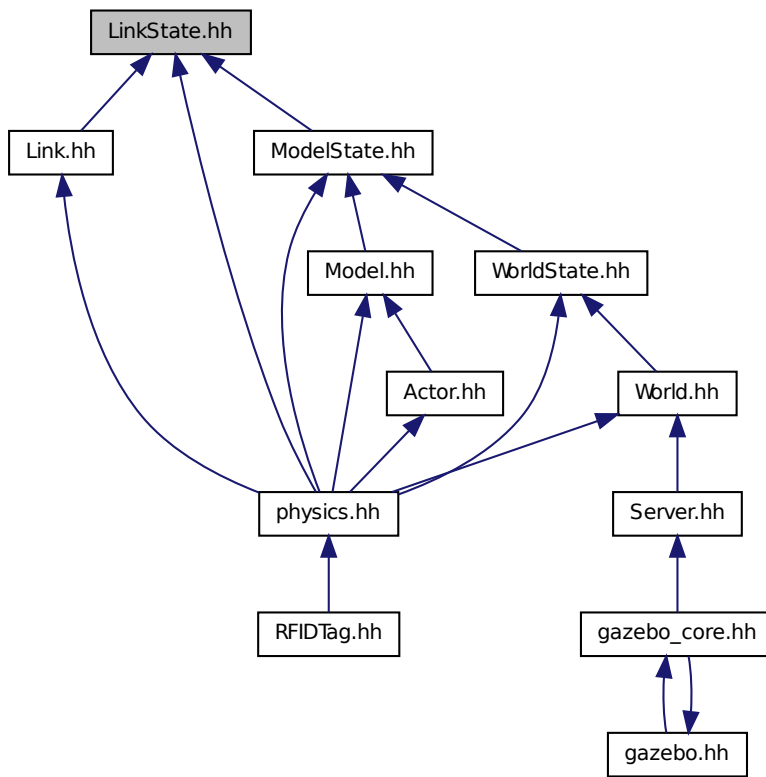 LinkState.hh
Link.hh
ModelState.hh
Model.hh
WorldState.hh
Actor.hh
World.hh
physics.hh
Server.hh
RFIDTag.hh
gazebo_core.hh
gazebo.hh